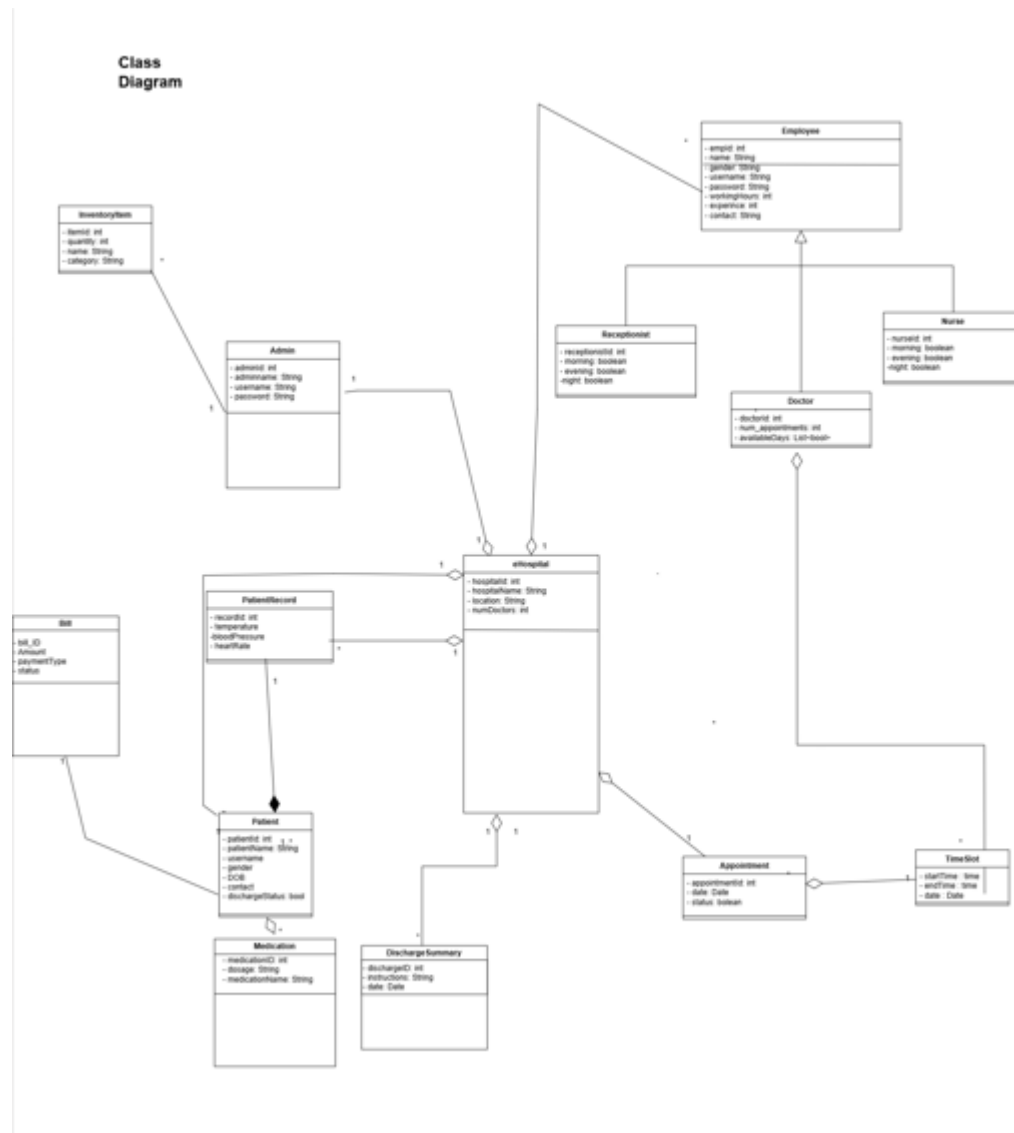 Class
Diagram
Employee
- empId: int
- name: String
- gender: String
- username: String
- password: String
- workingHours: int
- experince: int
- contact: String
InventoryItem
- itemId: int
- quantity: int
- name: String
- category: String
*
*
Receptionist
- receptionistId: int
- morning: boolean
- evening: boolean
-night: boolean
Nurse
- nurseId: int
- morning: boolean
- evening: boolean
-night: boolean
Admin
- adminId: int
- adminname: String
- username: String
- password: String
1
1
Doctor
- doctorId: int
- num_appointments: int
- availableDays: List<bool>
1
1
1
eHospital
- hospitalId: int
- hospitalName: String
- location: String
- numDoctors: int
PatientRecord
- recordId: int
- temperature
-bloodPressure
- heartRate
*
1
1
Bill
- bill_ID
- Amount
- paymentType
- status
1
*
Patient
- patientId: int
- patientName: String
- username
- gender
- DOB
- contact
- dischargeStatus: bool
1
1
1
1
Appointment
- appointmentId: int
- date: Date
- status: bolean
1
*
TimeSlot
- startTime : time
- endTime : time
- date : Date
*
Medication
- medicationID: int
- dosage: String
- medicationName: String
*
DischargeSummary
- dischargeID: int
- instructions: String
- date: Date